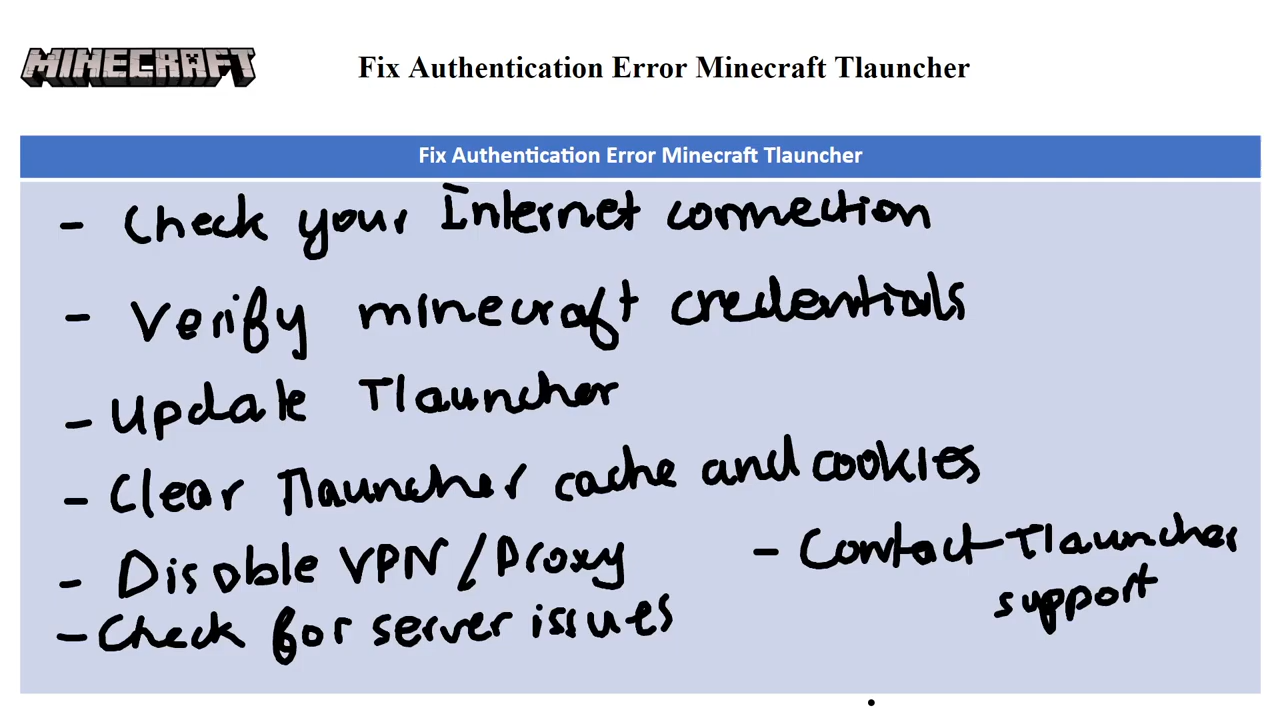 MINECRAFT
Fix Authentication Error Minecraft Tlauncher
Fix Authentication Error Minecraft Tlauncher
- Check your Internet connection
- Verify minecraft credentials
- Update Tlauncher
- Clear Tlauncher cache and cookies
- Disable VPN/Proxy
- Check for server issues
- Contact Tlauncher
support